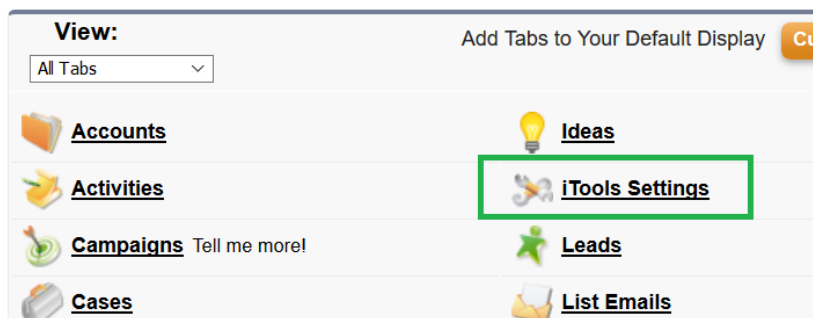 View:
Add Tabs to Your Default Display
All Tabs
Accounts
Ideas
Activities
iTools Settings
Campaigns Tell me more!
Leads
Cases
List Emails